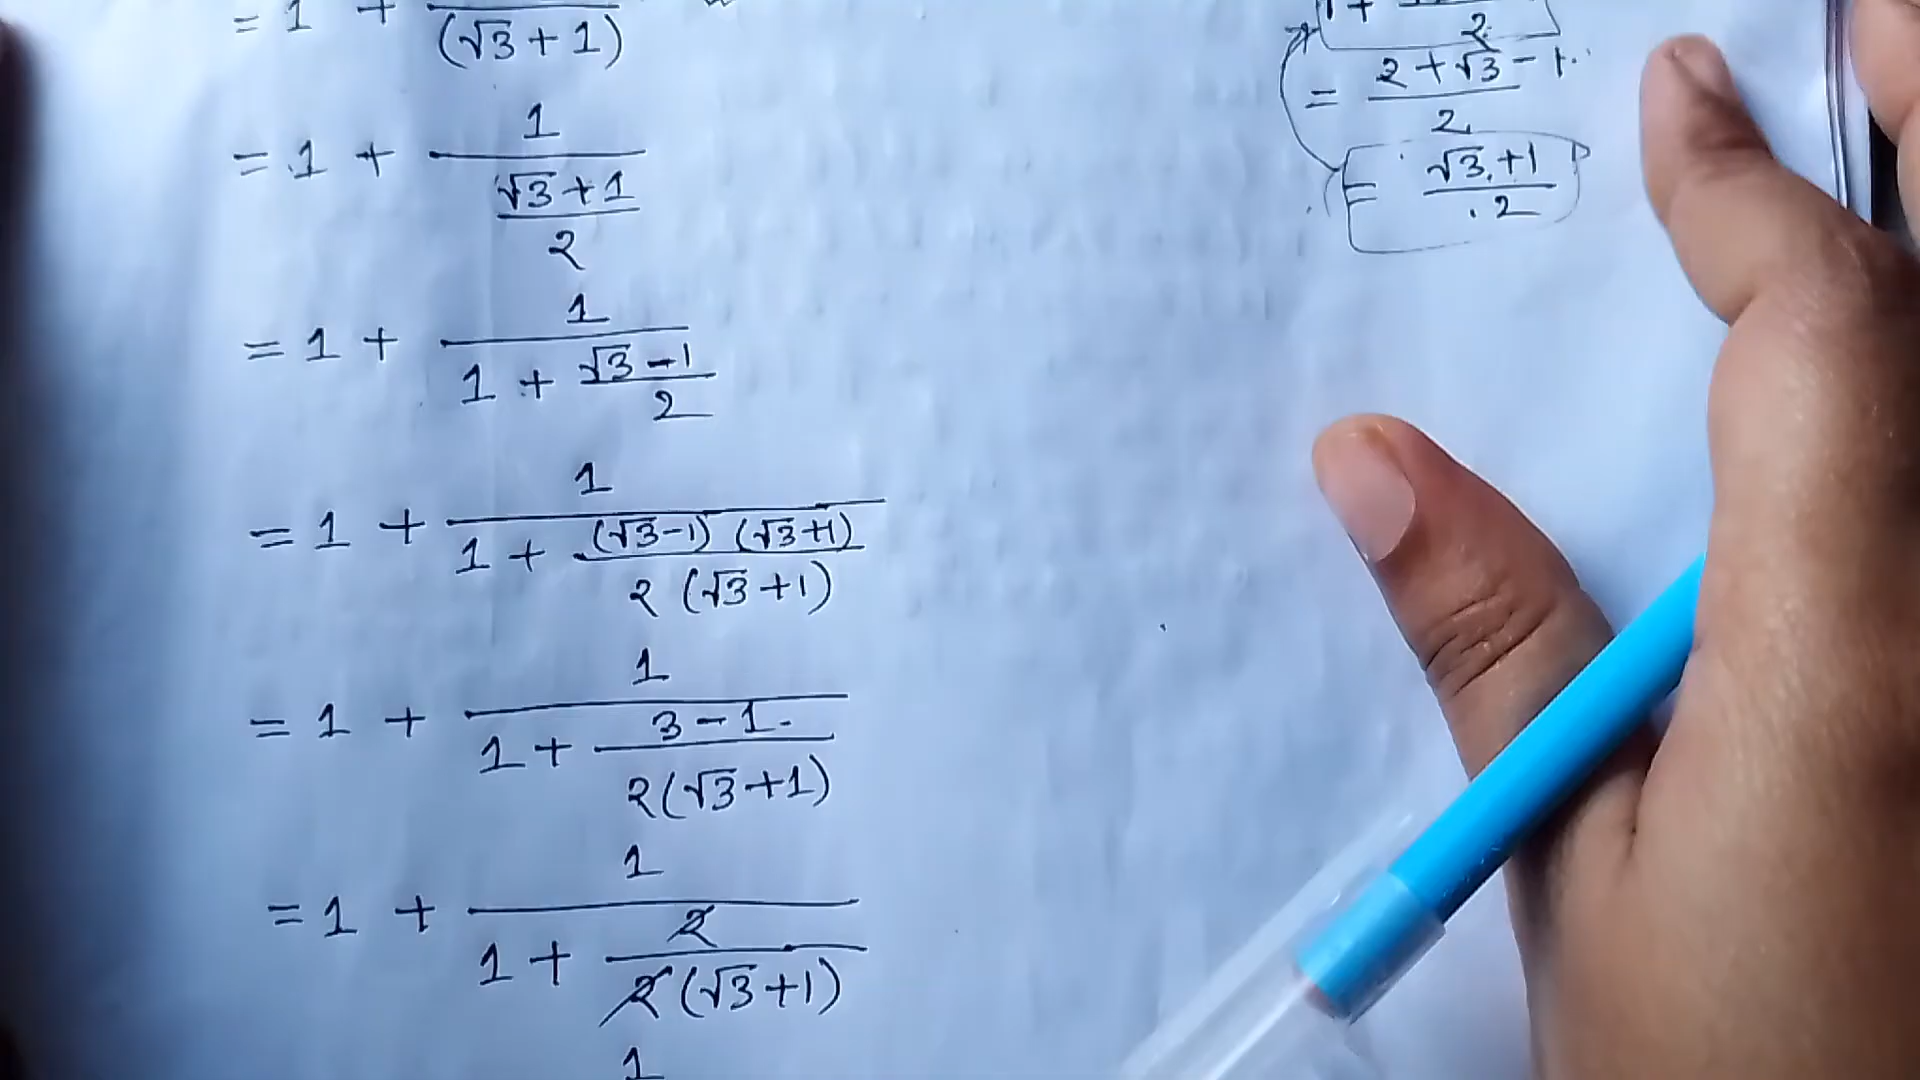 = 1 + ――/(√3 + 1)
= 1 + 1/((√3 + 1)/2)
= 1 + 1/(1 + (√3 - 1)/2)
= 1 + 1/(1 + ((√3 - 1) (√3 + 1))/(2 (√3 + 1)))
= 1 + 1/(1 + (3 - 1)/(2(√3 + 1)))
= 1 + 1/(1 + 2/(2(√3 + 1)))
1
1 + ――/2
= (2 + √3 - 1)/2
= (√3 + 1)/2